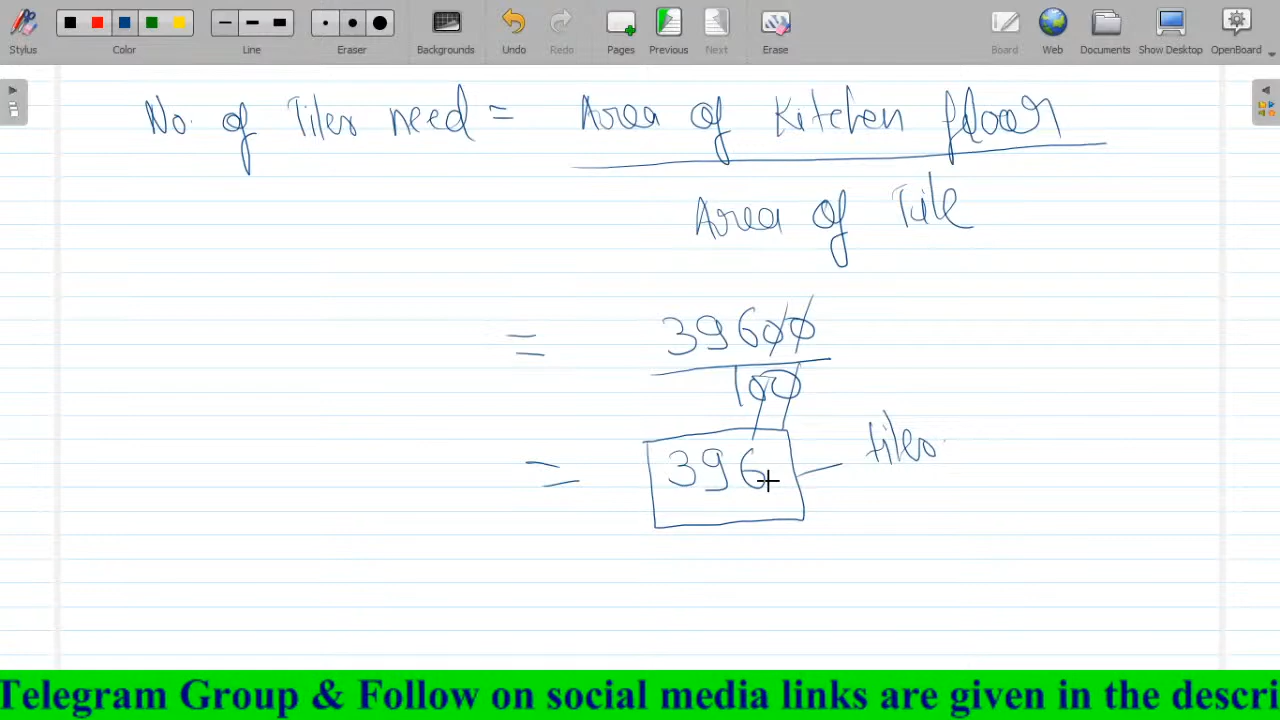 Stylus Color Line Eraser Backgrounds Undo Redo Pages Previous Next Erase Board Web Documents Show Desktop OpenBoard
No. of Tiles need = Area of Kitchen floor
Area of Tile
= 39600
100
= 396 – tiles.
Telegram Group & Follow on social media links are given in the descri